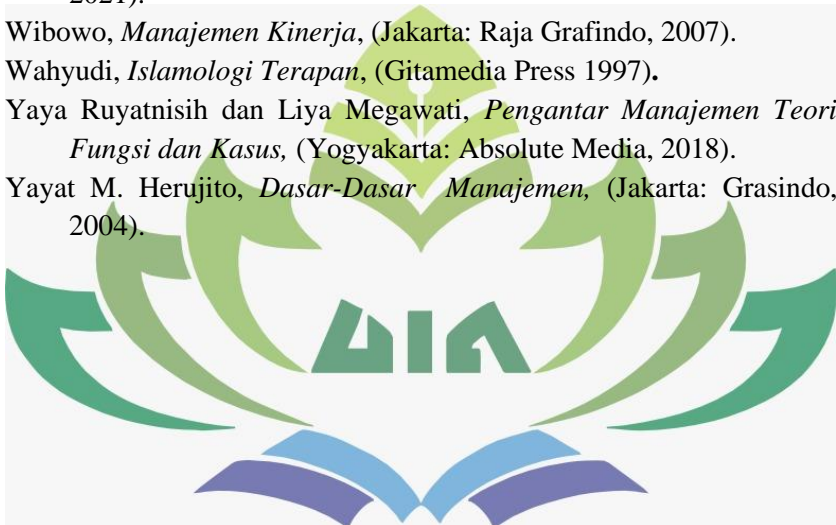 2021).
Wibowo, Manajemen Kinerja, (Jakarta: Raja Grafindo, 2007).
Wahyudi, Islamologi Terapan, (Gitamedia Press 1997).
Yaya Ruyatnisih dan Liya Megawati, Pengantar Manajemen Teori
Fungsi dan Kasus, (Yogyakarta: Absolute Media, 2018).
Yayat M. Herujito, Dasar-Dasar Manajemen, (Jakarta: Grasindo,
2004).